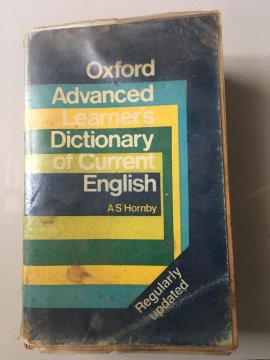 Oxford
Advanced
Learner's
Dictionary
of Current
English
A S Hornby
Regularly
updated